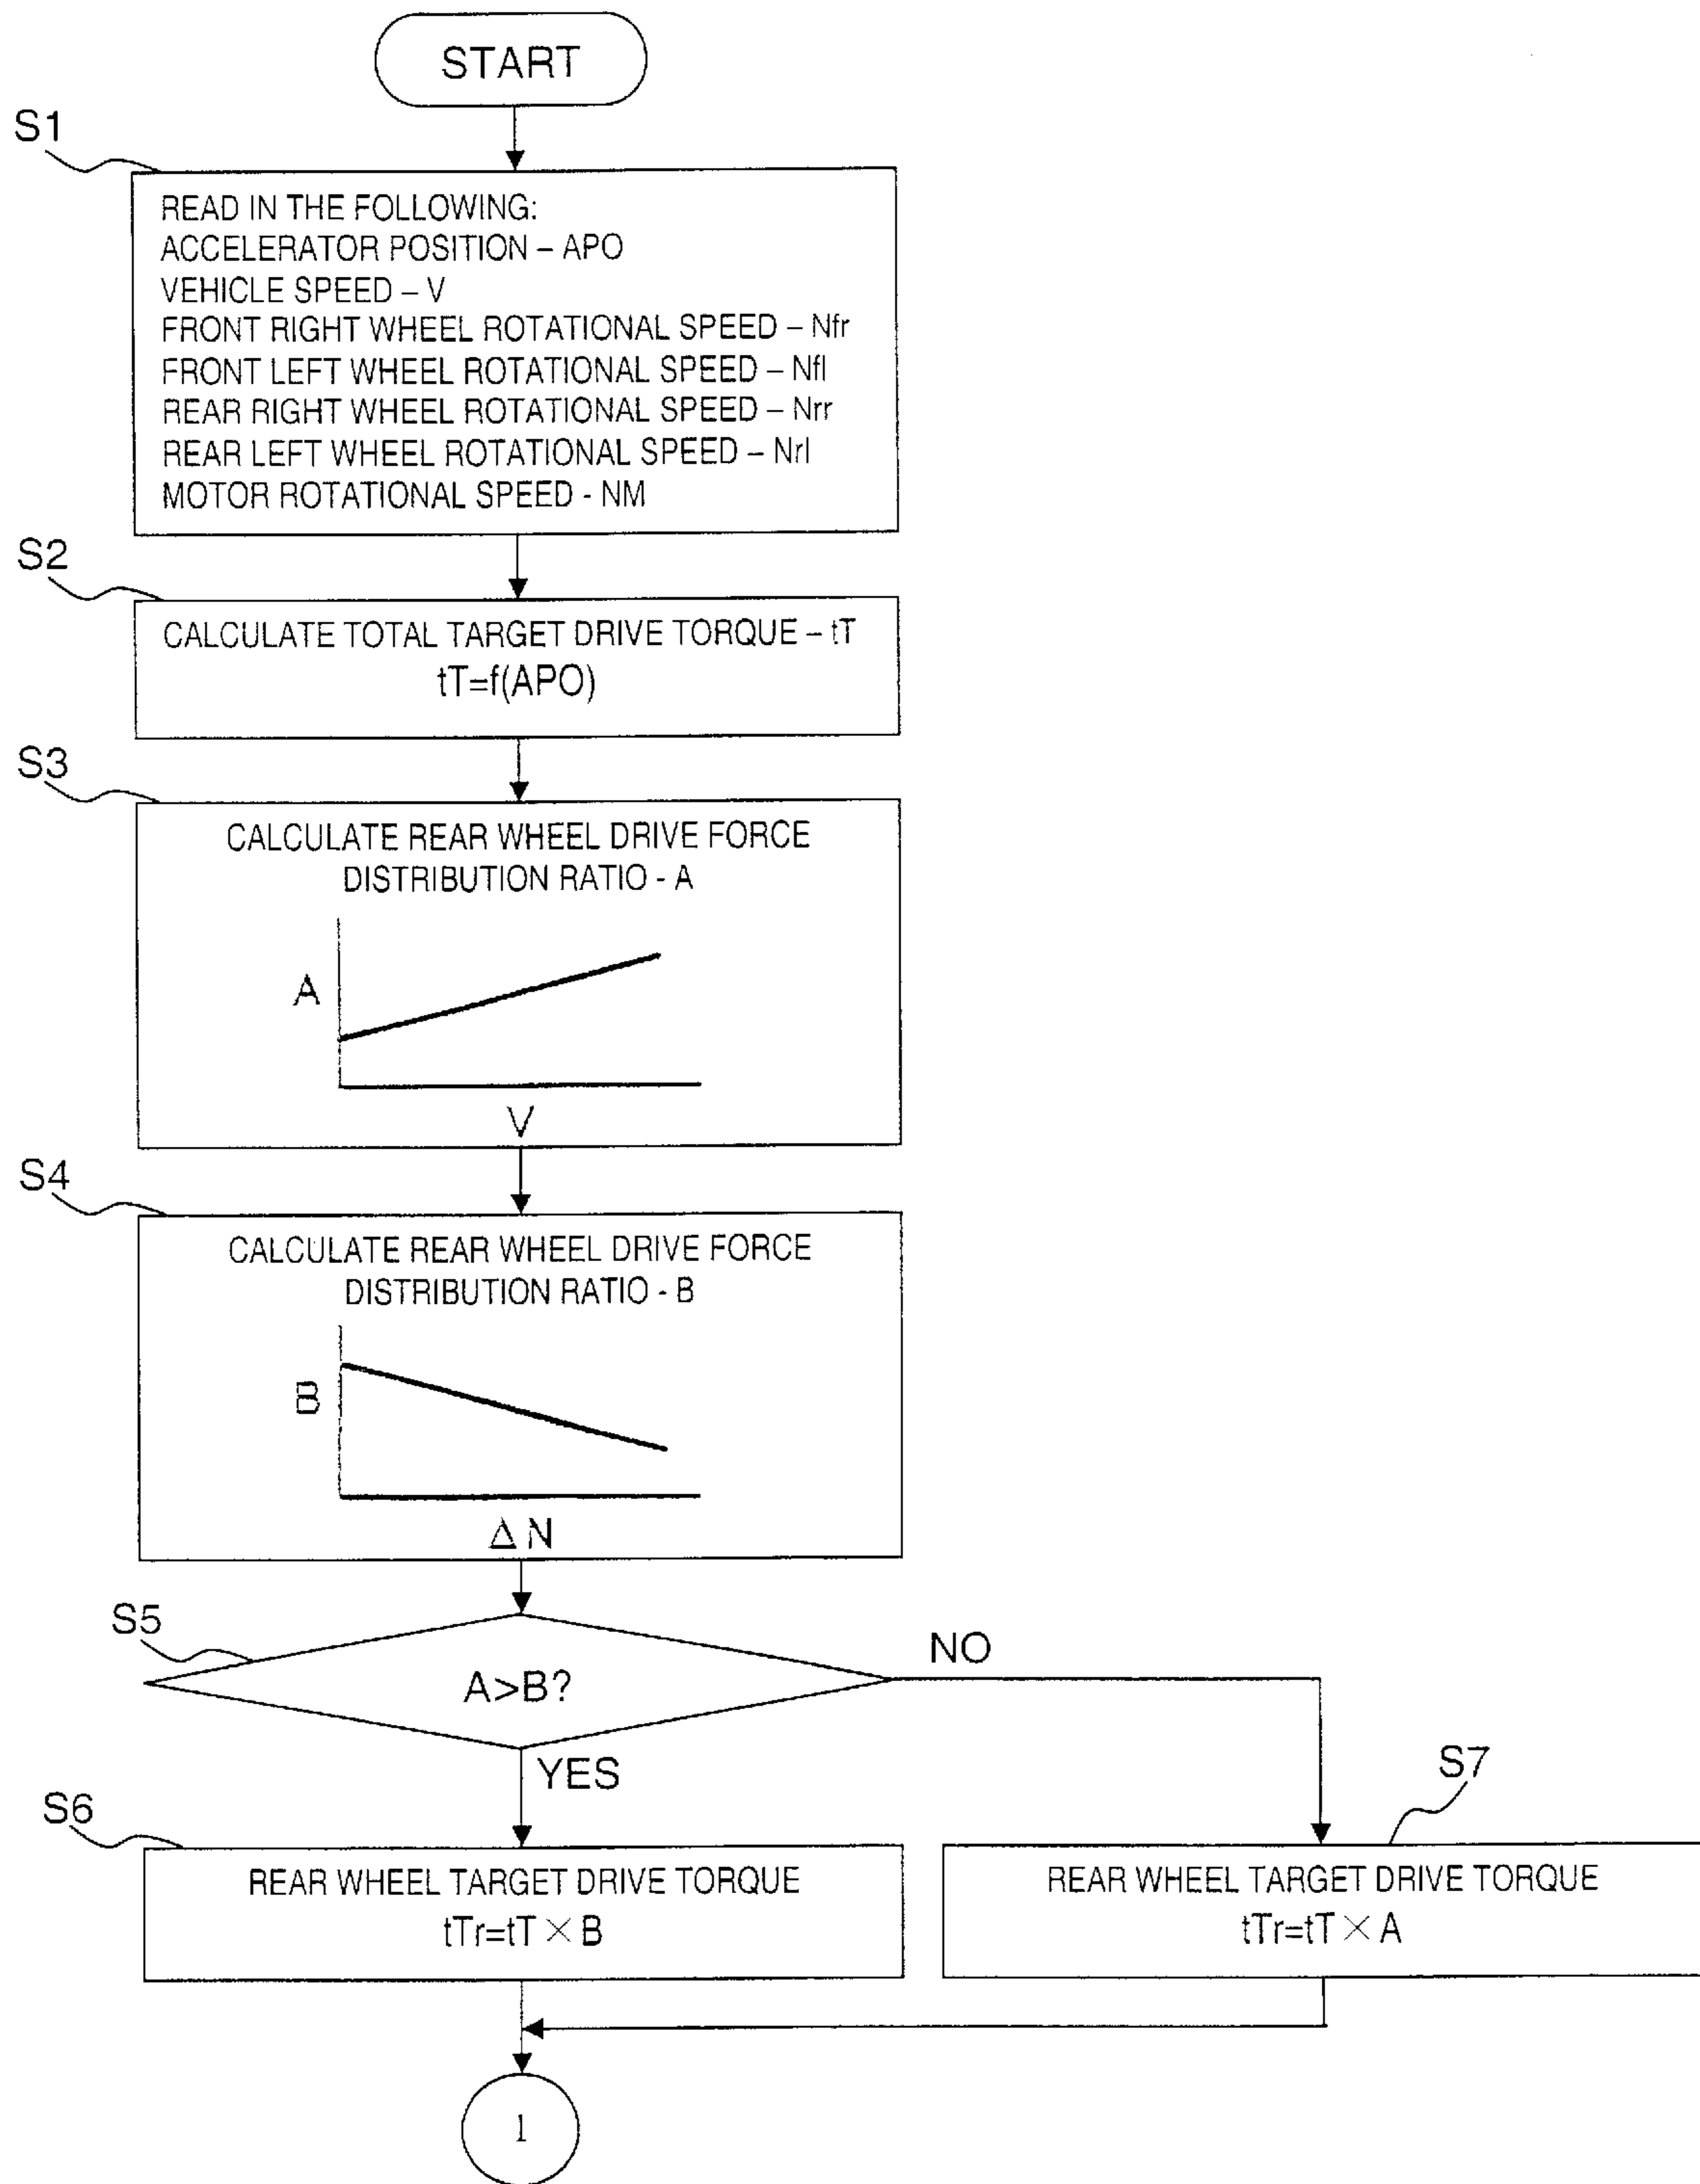 START
S1
READ IN THE FOLLOWING:
ACCELERATOR POSITION – APO
VEHICLE SPEED – V
FRONT RIGHT WHEEL ROTATIONAL SPEED – Nfr
FRONT LEFT WHEEL ROTATIONAL SPEED – Nfl
REAR RIGHT WHEEL ROTATIONAL SPEED – Nrr
REAR LEFT WHEEL ROTATIONAL SPEED – Nrl
MOTOR ROTATIONAL SPEED - NM
S2
CALCULATE TOTAL TARGET DRIVE TORQUE – tT
tT=f(APO)
S3
CALCULATE REAR WHEEL DRIVE FORCE
DISTRIBUTION RATIO - A
A
V
S4
CALCULATE REAR WHEEL DRIVE FORCE
DISTRIBUTION RATIO - B
B
Δ N
S5
A>B?
NO
YES
S6
REAR WHEEL TARGET DRIVE TORQUE
tTr=tT × B
S7
REAR WHEEL TARGET DRIVE TORQUE
tTr=tT × A
1